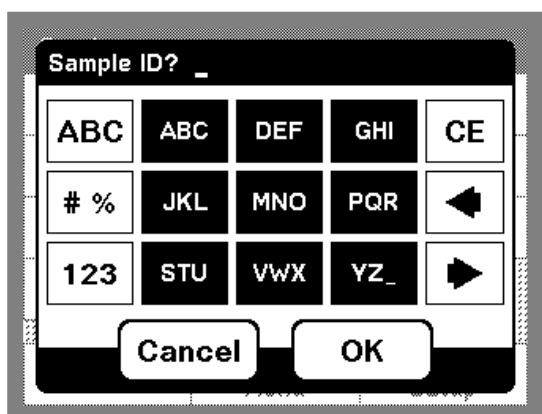 Sample ID? _
ABC ABC DEF GHI CE
# % JKL MNO PQR
123 STU VWX YZ_
Cancel OK